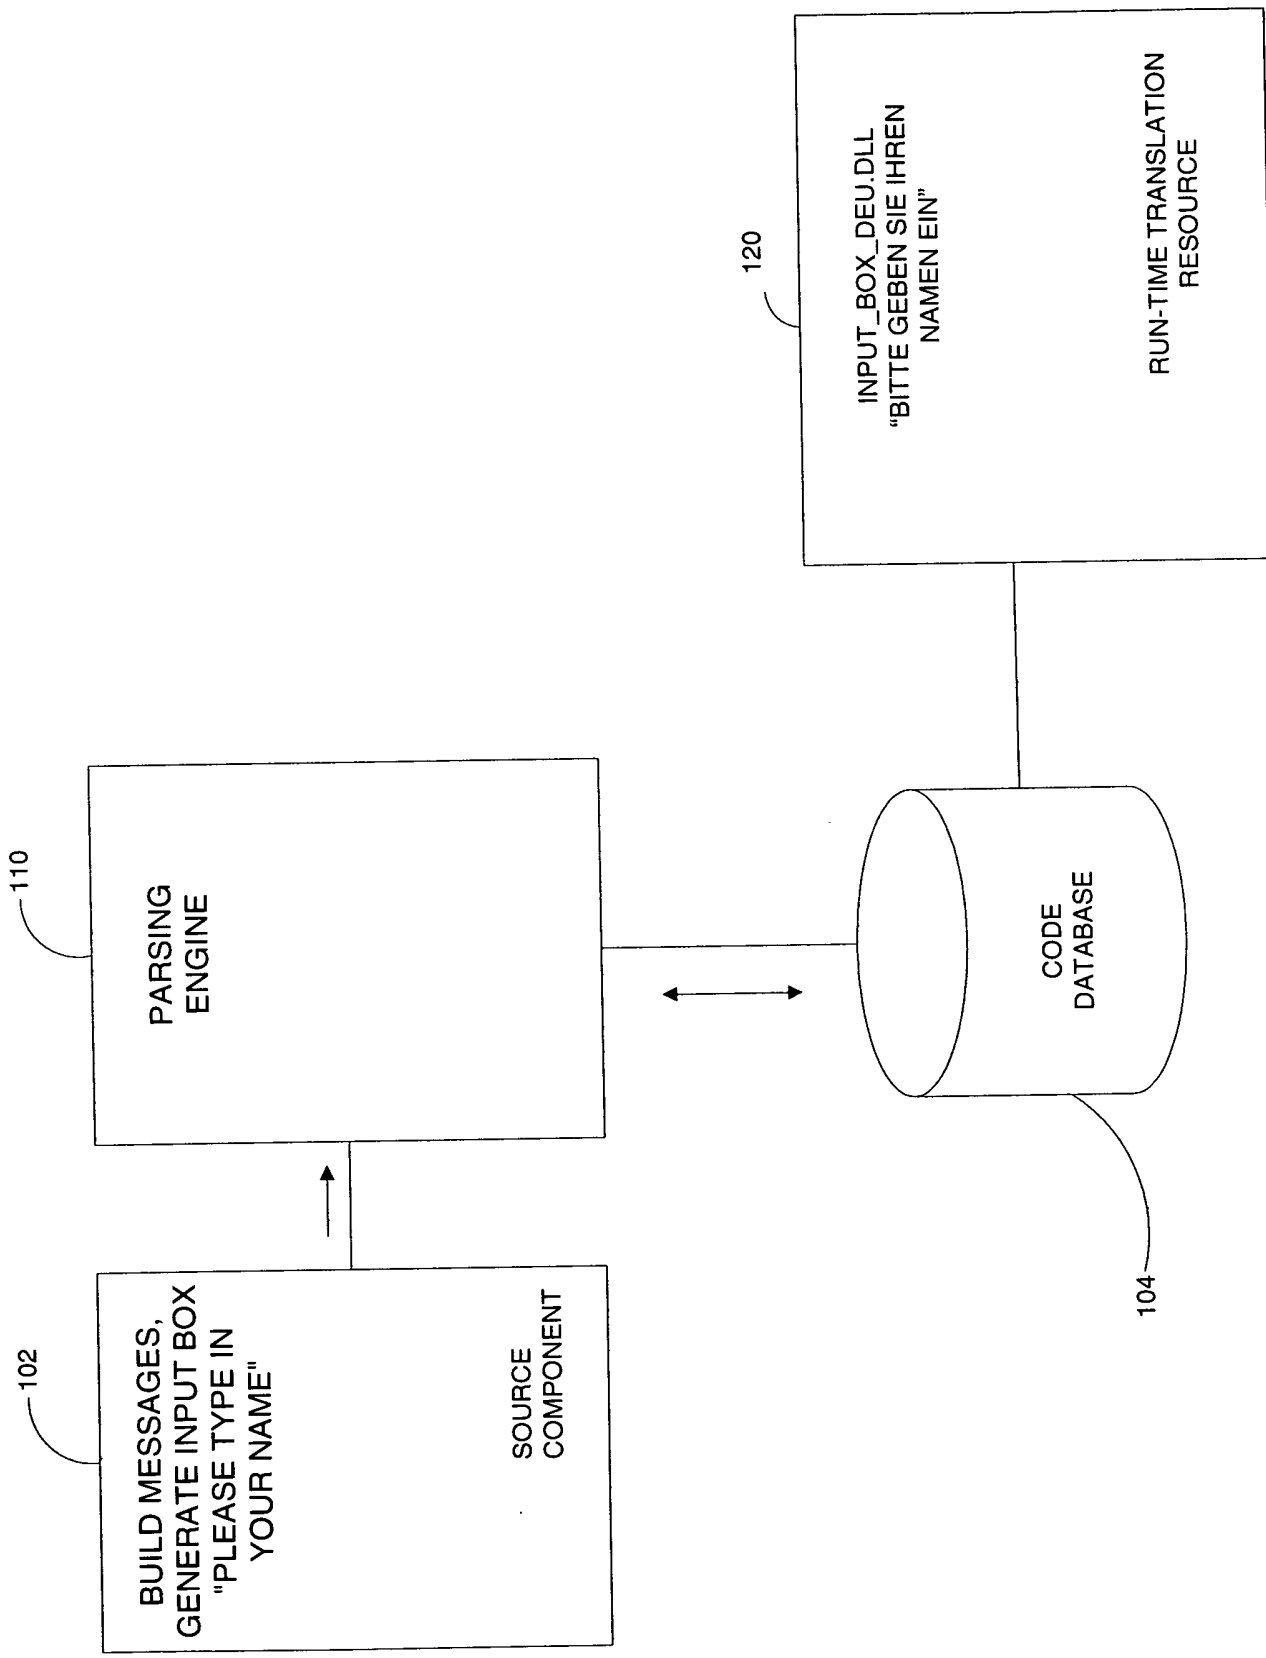 102
BUILD MESSAGES,
GENERATE INPUT BOX
"PLEASE TYPE IN
YOUR NAME"
SOURCE
COMPONENT
110
PARSING
ENGINE
104
CODE
DATABASE
120
INPUT_BOX_DEU.DLL
“BITTE GEBEN SIE IHREN
NAMEN EIN”
RUN-TIME TRANSLATION
RESOURCE